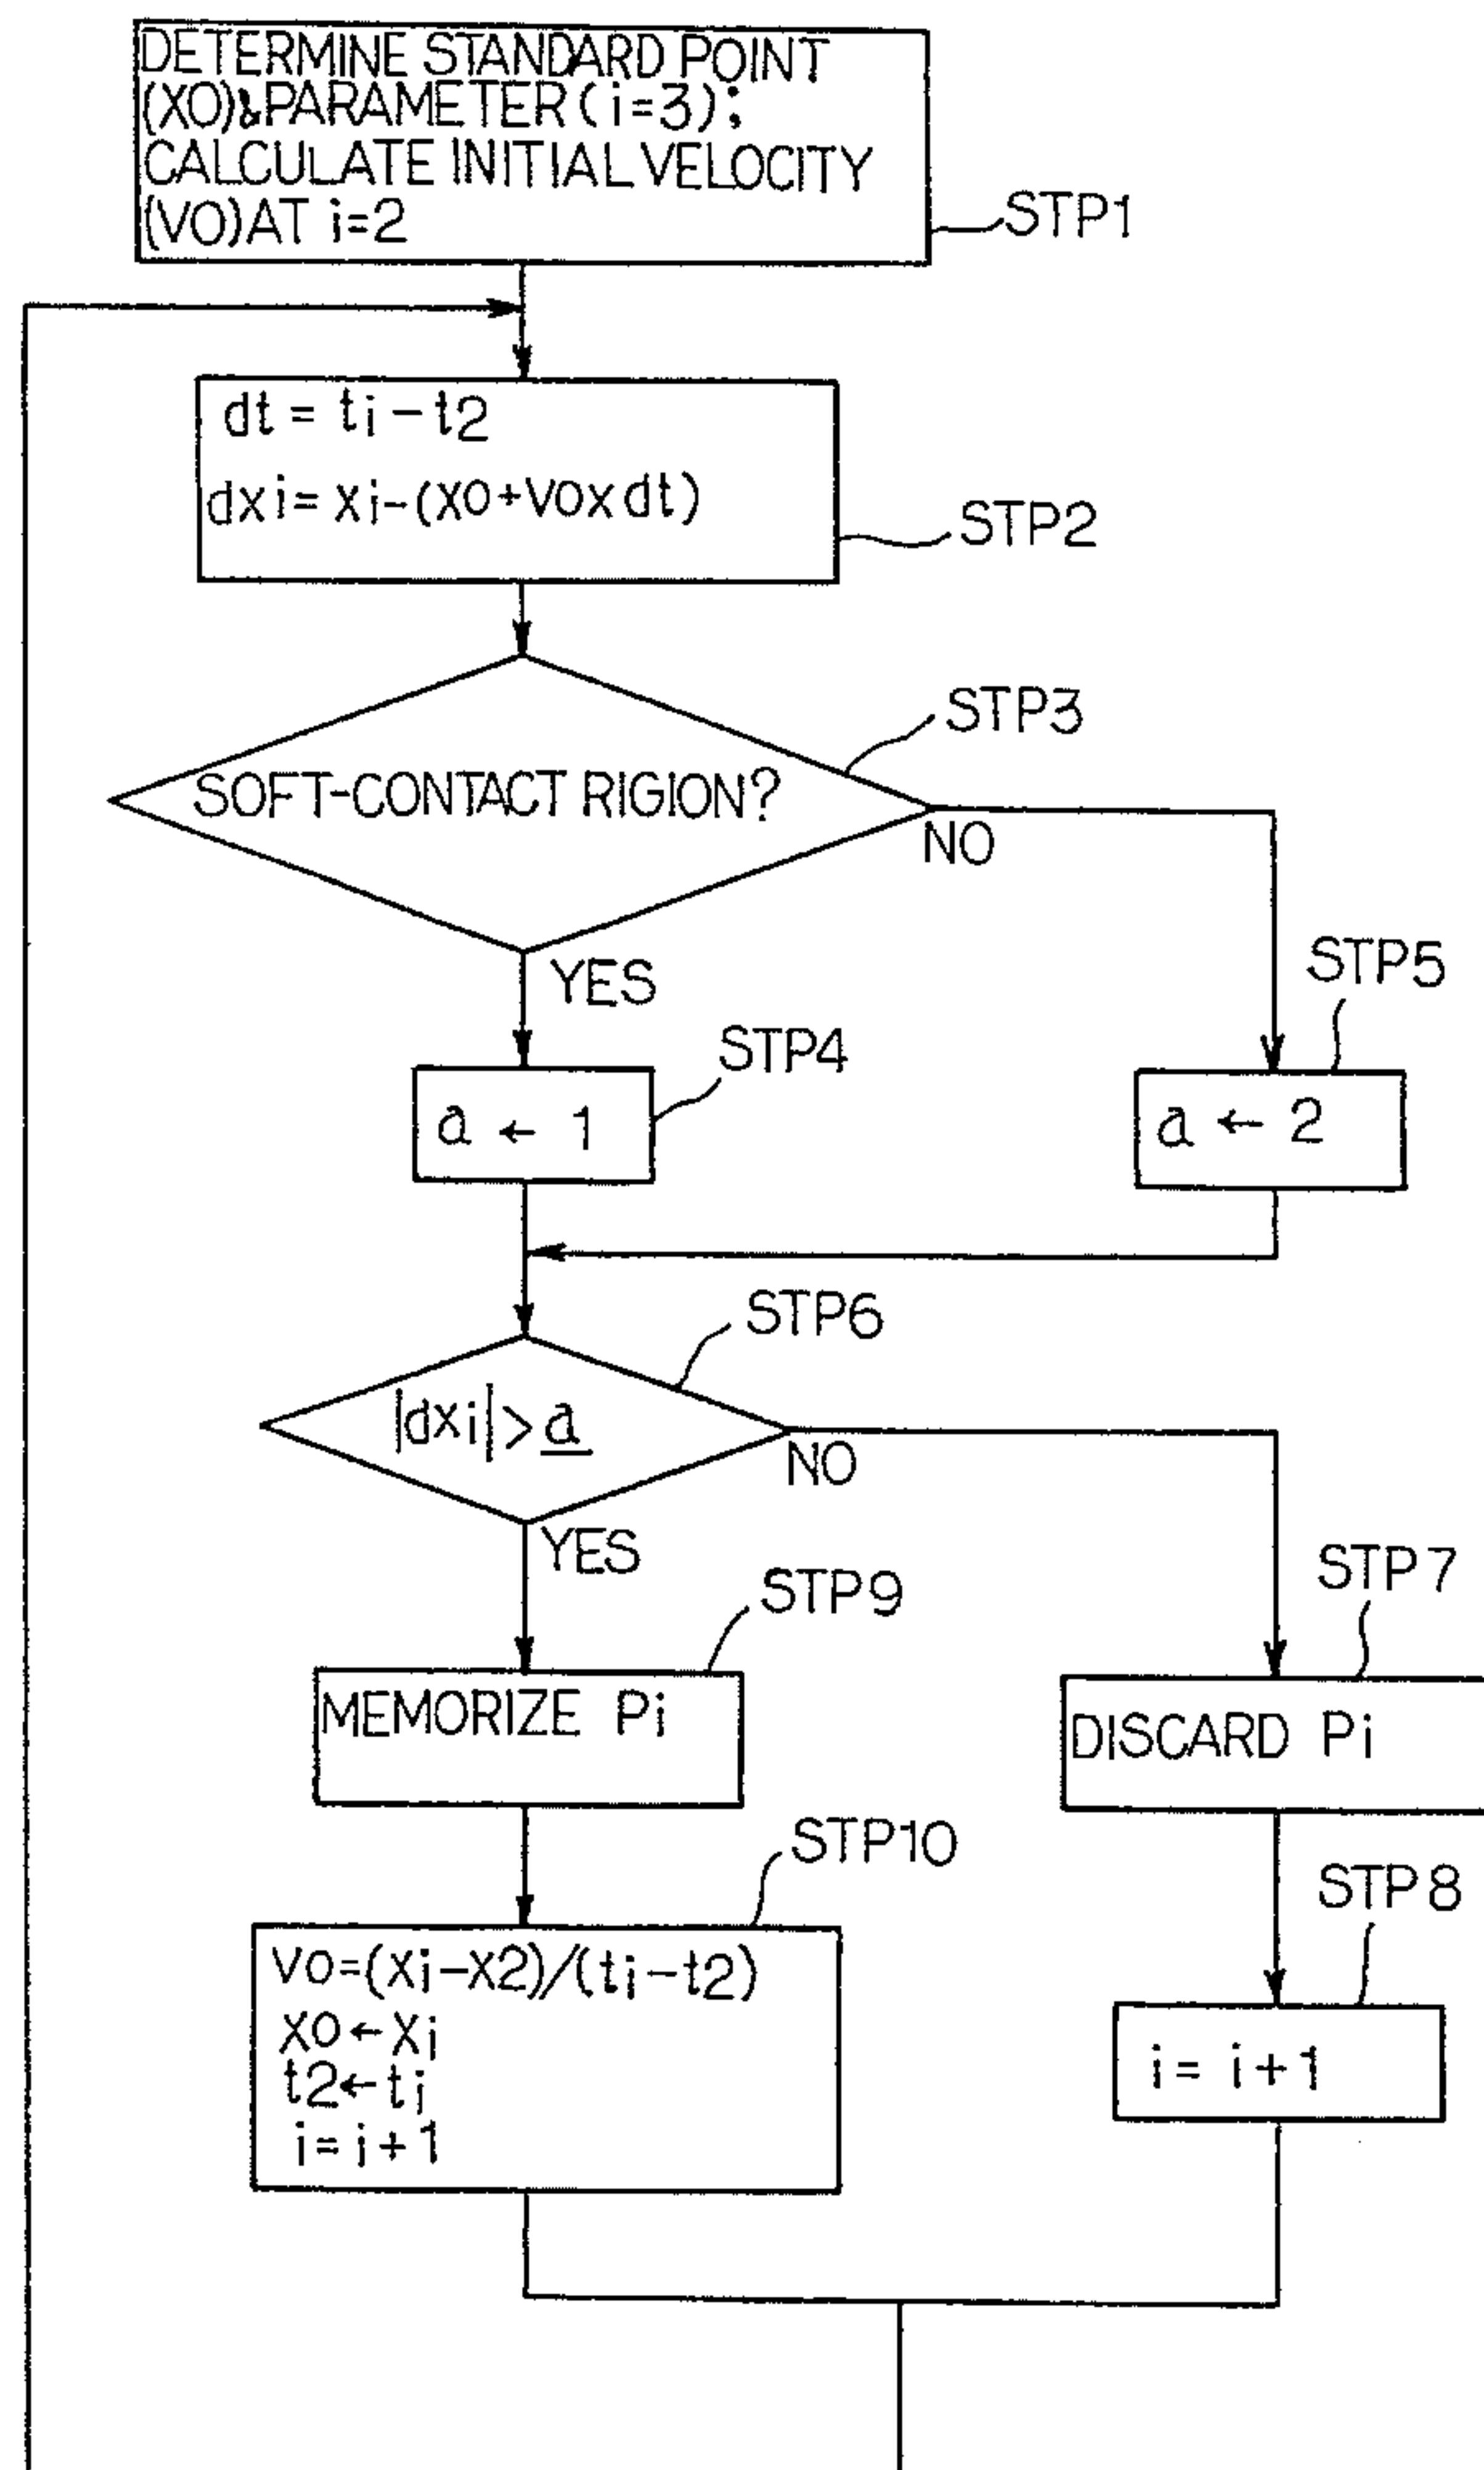 DETERMINE STANDARD POINT
(XO)&PARAMETER(i=3);
CALCULATE INITIAL VELOCITY
(VO)AT i=2
STP1
dt = ti - t2
dxi = xi-(XO+VOxdt)
STP2
STP3
SOFT-CONTACT RIGION?
NO
YES
STP5
STP4
a ← 1
a ← 2
STP6
|dxi| > a
NO
YES
STP7
STP9
MEMORIZE Pi
DISCARD Pi
STP10
STP8
VO=(Xi-X2)/(ti-t2)
XO←Xi
t2←ti
i=i+1
i= i+1